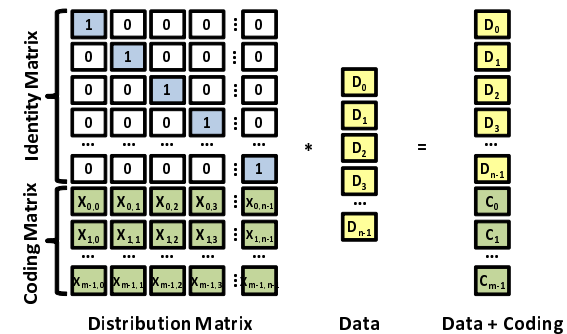 1 0 0 0 ⋮ 0 D0
0 1 0 0 ⋮ 0 D1
0 0 1 0 ⋮ 0 D0 D2
0 0 0 1 ⋮ 0 D1 D3
... ... ... ... * D2 = ...
0 0 0 0 ⋮ 1 D3 Dn-1
X0,0 X0,1 X0,2 X0,3 ⋮ X0,n-1 ... C0
X1,0 X1,1 X1,2 X1,3 ⋮ X1,n-1 Dn-1 C1
... ... ... ... ...
Xm-1,0 Xm-1,1 Xm-1,2 Xm-1,3 ⋮ Xm-1,n-1 Cm-1
Identity Matrix
Coding Matrix
Distribution Matrix Data Data + Coding